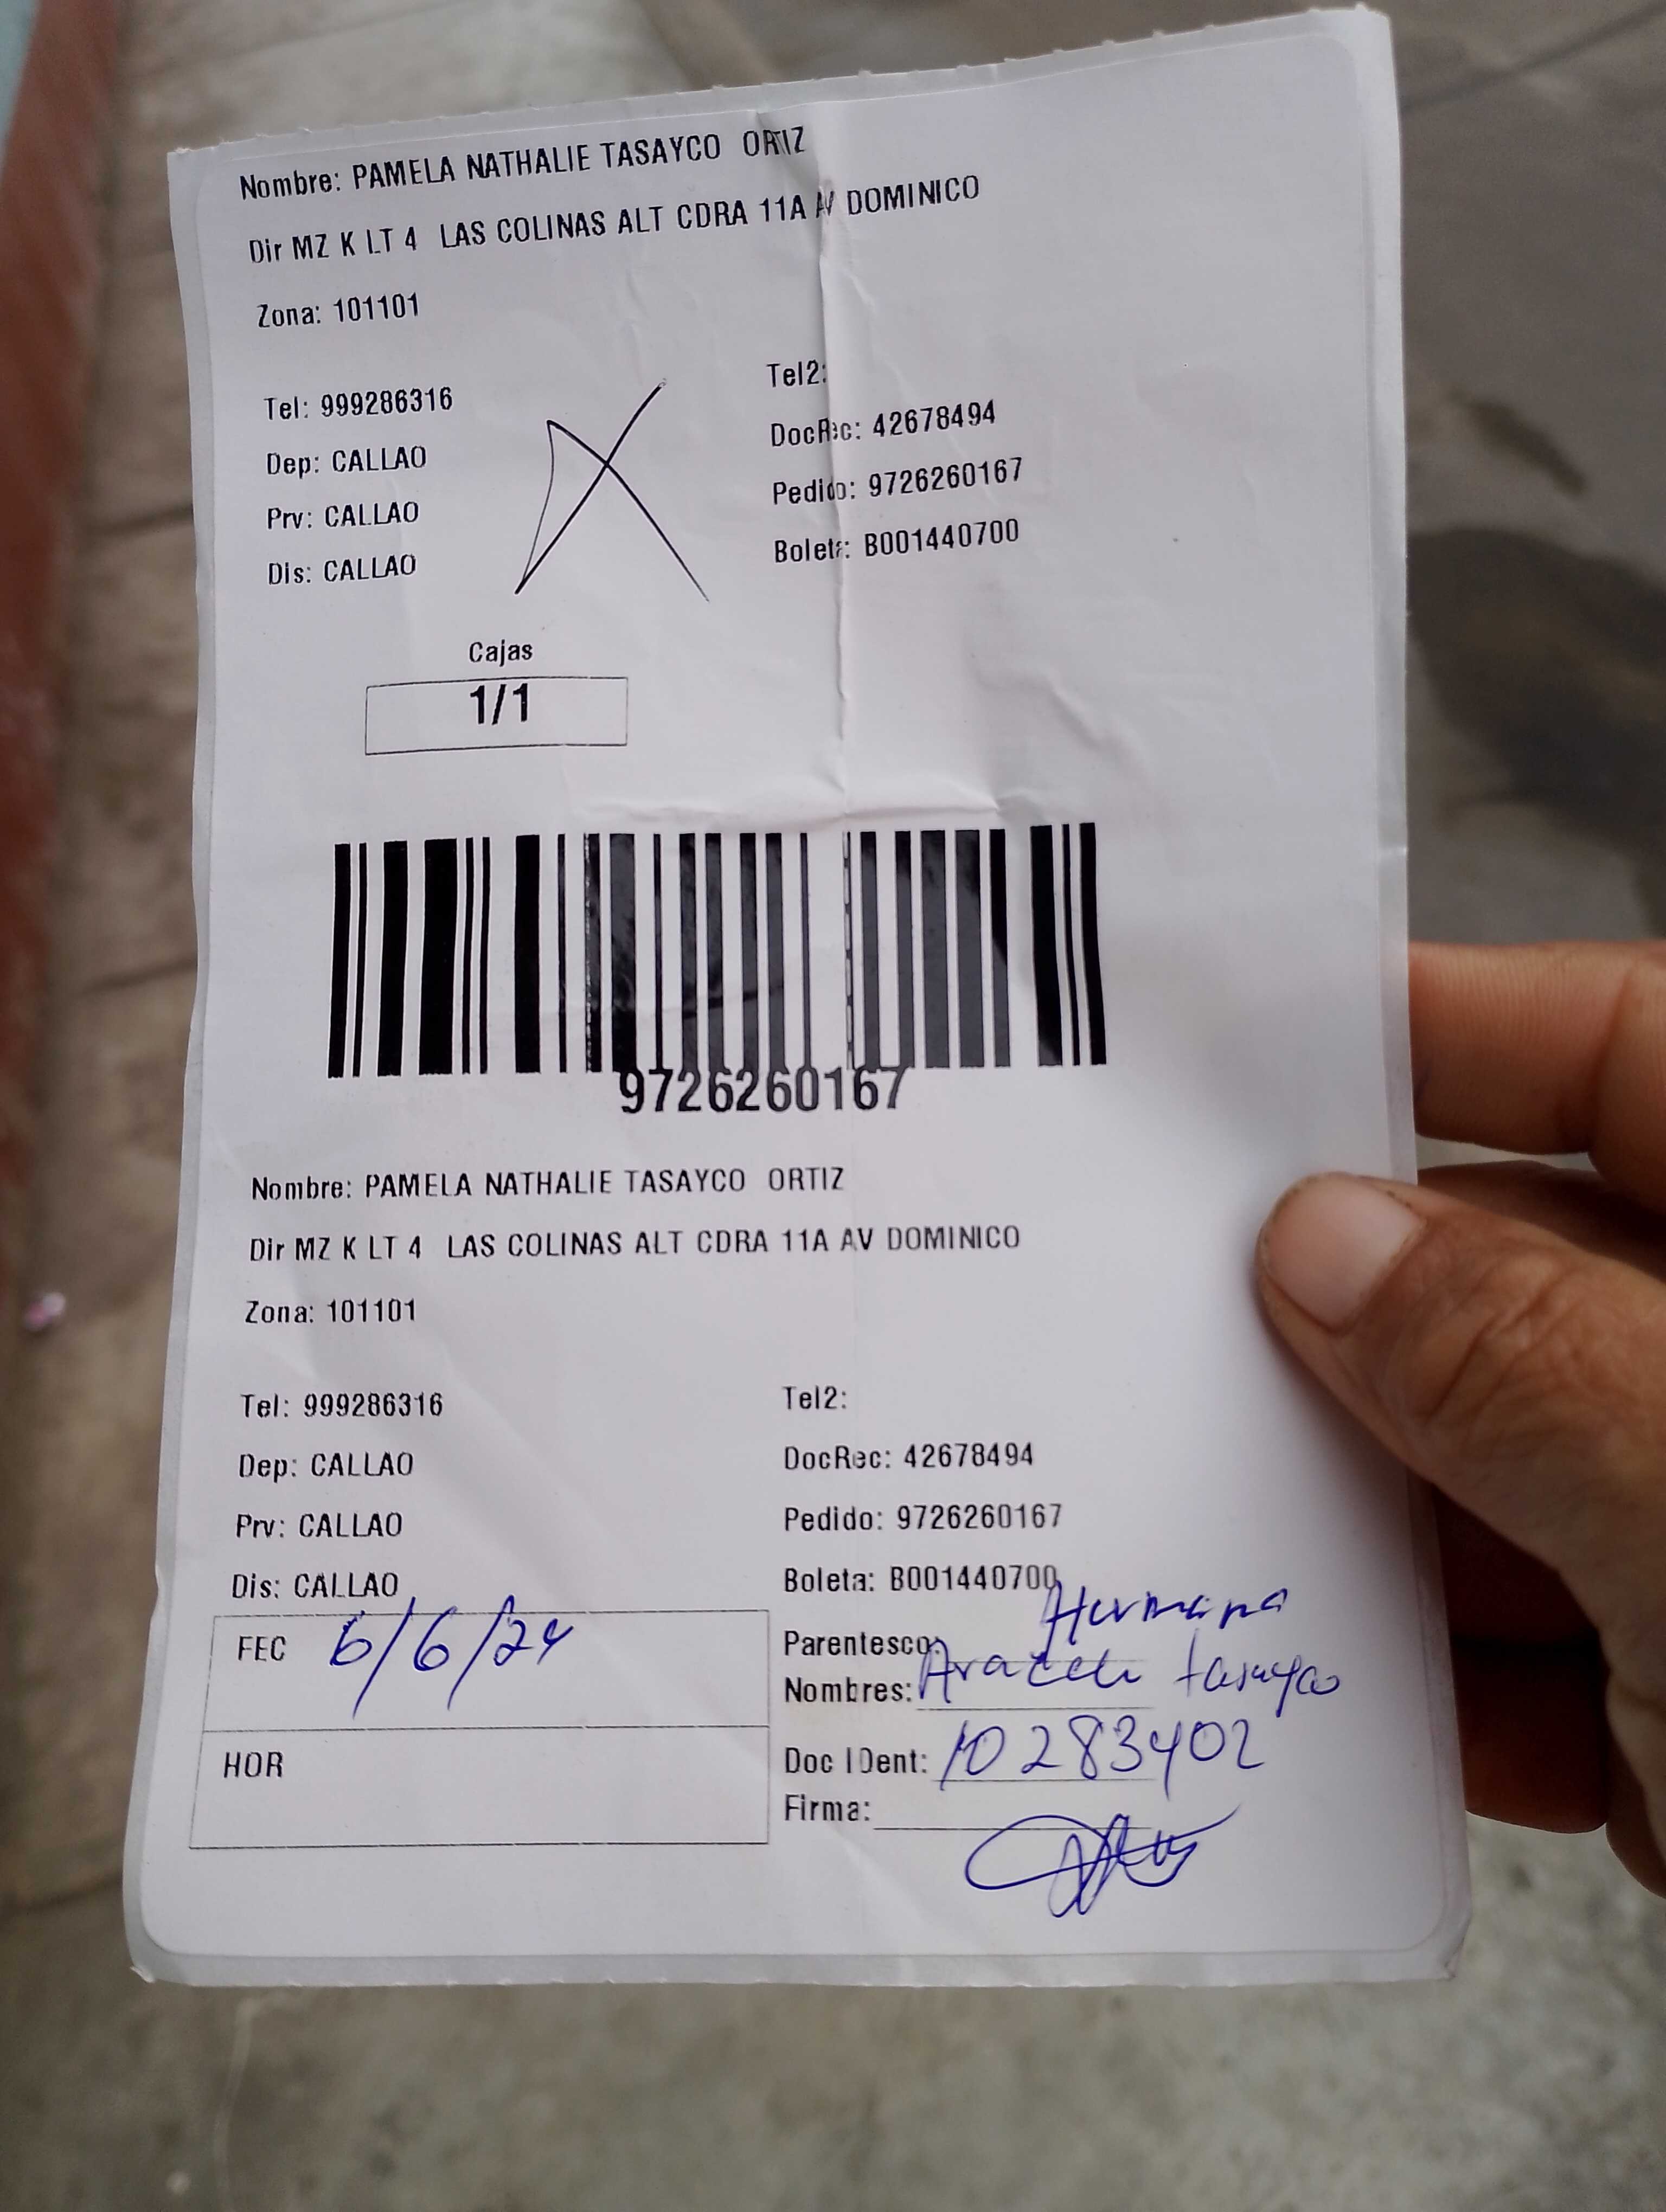 Nombre: PAMELA NATHALIE TASAYCO ORTIZ
Dir MZ K LT 4 LAS COLINAS ALT CDRA 11A AV DOMINICO
Zona: 101101
Tel: 999286316
Tel2:
Dep: CALLAO
DocRec: 42678494
Prv: CALLAO
Pedido: 9726260167
Dis: CALLAO
Boleta: B001440700
Cajas
1/1
9726260167
Nombre: PAMELA NATHALIE TASAYCO ORTIZ
Dir MZ K LT 4 LAS COLINAS ALT CDRA 11A AV DOMINICO
Zona: 101101
Tel: 999286316
Tel2:
Dep: CALLAO
DocRec: 42678494
Prv: CALLAO
Pedido: 9726260167
Dis: CALLAO
Boleta: B001440700
FEC 6/6/24
HOR
Parentesco: Hermana
Nombres: Araceli tasayco
Doc IDent: 10283402
Firma: